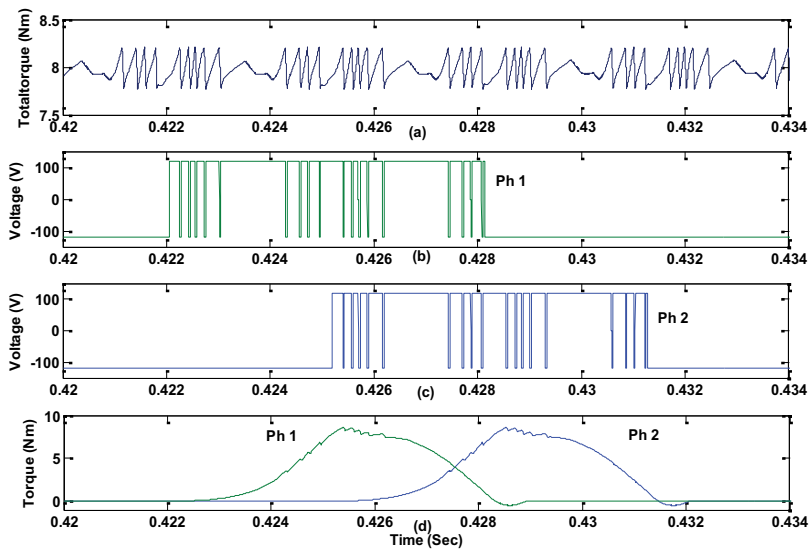 8.5
8
7.5
Totaltorque (Nm)
0.42 0.422 0.424 0.426 0.428 0.43 0.432 0.434
(a)
100
0
-100
Voltage (V)
Ph 1
0.42 0.422 0.424 0.426 0.428 0.43 0.432 0.434
(b)
100
0
-100
Voltage (V)
Ph 2
0.42 0.422 0.424 0.426 0.428 0.43 0.432 0.434
(c)
10
5
0
Torque (Nm)
Ph 1 Ph 2
0.42 0.422 0.424 0.426 0.428 0.43 0.432 0.434
(d)
Time (Sec)